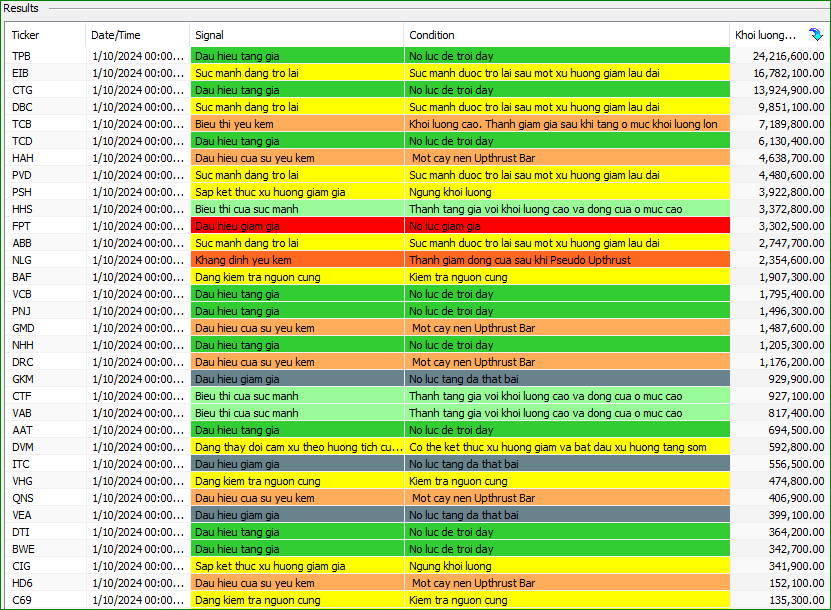 Results
Ticker Date/Time Signal Condition Khoi luong...
TPB 1/10/2024 00:00... Dau hieu tang gia No luc de troi day 24,216,600.00
EIB 1/10/2024 00:00... Suc manh dang tro lai Suc manh duoc tro lai sau mot xu huong giam lau dai 16,782,100.00
CTG 1/10/2024 00:00... Dau hieu tang gia No luc de troi day 13,924,900.00
DBC 1/10/2024 00:00... Suc manh dang tro lai Suc manh duoc tro lai sau mot xu huong giam lau dai 9,851,100.00
TCB 1/10/2024 00:00... Bieu thi yeu kem Khoi luong cao. Thanh giam gia sau khi tang o muc khoi luong lon 7,189,800.00
TCD 1/10/2024 00:00... Dau hieu tang gia No luc de troi day 6,130,400.00
HAH 1/10/2024 00:00... Dau hieu cua su yeu kem Mot cay nen Upthrust Bar 4,638,700.00
PVD 1/10/2024 00:00... Suc manh dang tro lai Suc manh duoc tro lai sau mot xu huong giam lau dai 4,480,600.00
PSH 1/10/2024 00:00... Sap ket thuc xu huong giam gia Ngung khoi luong 3,922,800.00
HHS 1/10/2024 00:00... Bieu thi cua suc manh Thanh tang gia voi khoi luong cao va dong cua o muc cao 3,372,800.00
FPT 1/10/2024 00:00... Dau hieu giam gia No luc giam gia 3,302,500.00
ABB 1/10/2024 00:00... Suc manh dang tro lai Suc manh duoc tro lai sau mot xu huong giam lau dai 2,747,700.00
NLG 1/10/2024 00:00... Khang dinh yeu kem Thanh giam dong cua sau khi Pseudo Upthrust 2,354,600.00
BAF 1/10/2024 00:00... Dang kiem tra nguon cung Kiem tra nguon cung 1,907,300.00
VCB 1/10/2024 00:00... Dau hieu tang gia No luc de troi day 1,795,400.00
PNJ 1/10/2024 00:00... Dau hieu tang gia No luc de troi day 1,496,300.00
GMD 1/10/2024 00:00... Dau hieu cua su yeu kem Mot cay nen Upthrust Bar 1,487,600.00
NHH 1/10/2024 00:00... Dau hieu tang gia No luc de troi day 1,205,300.00
DRC 1/10/2024 00:00... Dau hieu cua su yeu kem Mot cay nen Upthrust Bar 1,176,200.00
GKM 1/10/2024 00:00... Dau hieu giam gia No luc tang da that bai 929,900.00
CTF 1/10/2024 00:00... Bieu thi cua suc manh Thanh tang gia voi khoi luong cao va dong cua o muc cao 927,100.00
VAB 1/10/2024 00:00... Bieu thi cua suc manh Thanh tang gia voi khoi luong cao va dong cua o muc cao 817,400.00
AAT 1/10/2024 00:00... Dau hieu tang gia No luc de troi day 694,500.00
DVM 1/10/2024 00:00... Dang thay doi cam xu theo huong tich cu... Co the ket thuc xu huong giam va bat dau xu huong tang som 592,800.00
ITC 1/10/2024 00:00... Dau hieu giam gia No luc tang da that bai 556,500.00
VHG 1/10/2024 00:00... Dang kiem tra nguon cung Kiem tra nguon cung 474,800.00
QNS 1/10/2024 00:00... Dau hieu cua su yeu kem Mot cay nen Upthrust Bar 406,900.00
VEA 1/10/2024 00:00... Dau hieu giam gia No luc tang da that bai 399,100.00
DTI 1/10/2024 00:00... Dau hieu tang gia No luc de troi day 364,200.00
BWE 1/10/2024 00:00... Dau hieu tang gia No luc de troi day 342,700.00
CIG 1/10/2024 00:00... Sap ket thuc xu huong giam gia Ngung khoi luong 341,900.00
HD6 1/10/2024 00:00... Dau hieu cua su yeu kem Mot cay nen Upthrust Bar 152,100.00
C69 1/10/2024 00:00... Dang kiem tra nguon cung Kiem tra nguon cung 135,300.00